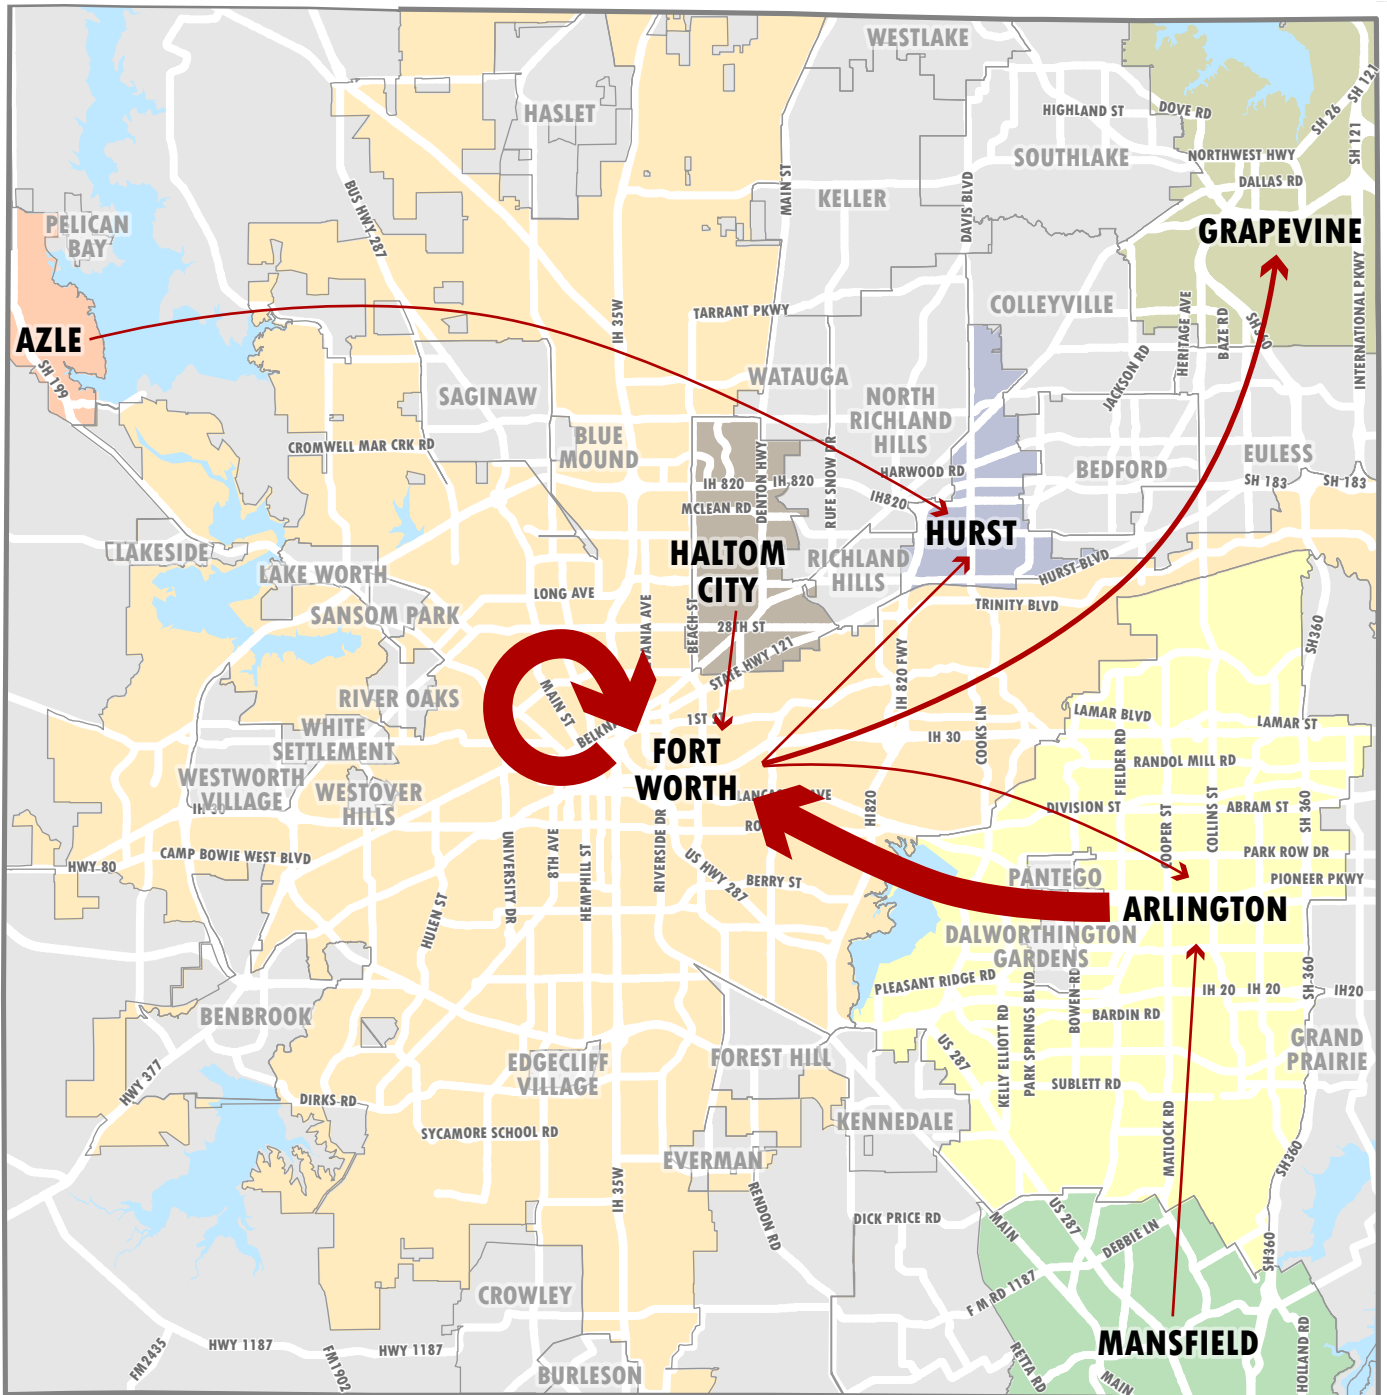 WESTLAKE
HASLET
HIGHLAND ST
DOVE RD
SH 26
SH 121
SH 121
SOUTHLAKE
NORTHWEST HWY
DALLAS RD
MAIN ST
KELLER
DAVIS BLVD
BUS HWY 287
PELICAN
BAY
GRAPEVINE
INTERNATIONAL PKWY
COLLEYVILLE
HERITAGE AVE
BAZE RD
SH360
TARRANT PKWY
IH 35W
AZLE
SH 199
SAGINAW
WATAUGA
JACKSON RD
NORTH
RICHLAND
HILLS
BLUE
MOUND
CROMWELL MAR CRK RD
DENTON HWY
RUFE SNOW DR
HARWOOD RD
BEDFORD
EULESS
IH 820
IH 820
IH820
SH 183
SH 183
MCLEAN RD
HURST
HALTOM
CITY
RICHLAND
HILLS
HURST BLVD
LAKESIDE
LAKE WORTH
LONG AVE
SANSOM PARK
VANIA AVE
BEACH ST
28TH ST
TRINITY BLVD
SH360
STATE HWY 121
IH 820 FWY
RIVER OAKS
MAIN ST
1ST ST
COOKS LN
LAMAR BLVD
LAMAR ST
WHITE
SETTLEMENT
BELKN
IH 30
FORT
WORTH
FIELDER RD
RANDOL MILL RD
WESTWORTH
VILLAGE
WESTOVER
HILLS
IH 30
LANCA
AVE
HI820
DIVISION ST
COOPER ST
COLLINS ST
ABRAM ST
SH 360
RO
RIVERSIDE DR
UNIVERSITY DR
8TH AVE
HEMPHILL ST
US HWY 287
BERRY ST
PARK ROW DR
CAMP BOWIE WEST BLVD
HWY 80
PANTEGO
PIONEER PKWY
HULEN ST
ARLINGTON
DALWORTHINGTON
GARDENS
PLEASANT RIDGE RD
IH 20
IH 20
SH 360
IH20
BENBROOK
KELLY ELLIOTT RD
PARK SPRINGS BLVD
BOWEN RD
BARDIN RD
GRAND
PRAIRIE
US 287
EDGECLIFF
VILLAGE
FOREST HILL
HWY 377
SUBLETT RD
DIRKS RD
KENNEDALE
MATLOCK RD
SYCAMORE SCHOOL RD
EVERMAN
SH360
IH 35W
RENDON RD
DICK PRICE RD
MAIN
US 287
DEBBIE LN
SH360
CROWLEY
F M RD 1187
MANSFIELD
HWY 1187
HWY 1187
FM2435
FM1902
RETTA RD
HOLLAND RD
BURLESON
MAIN